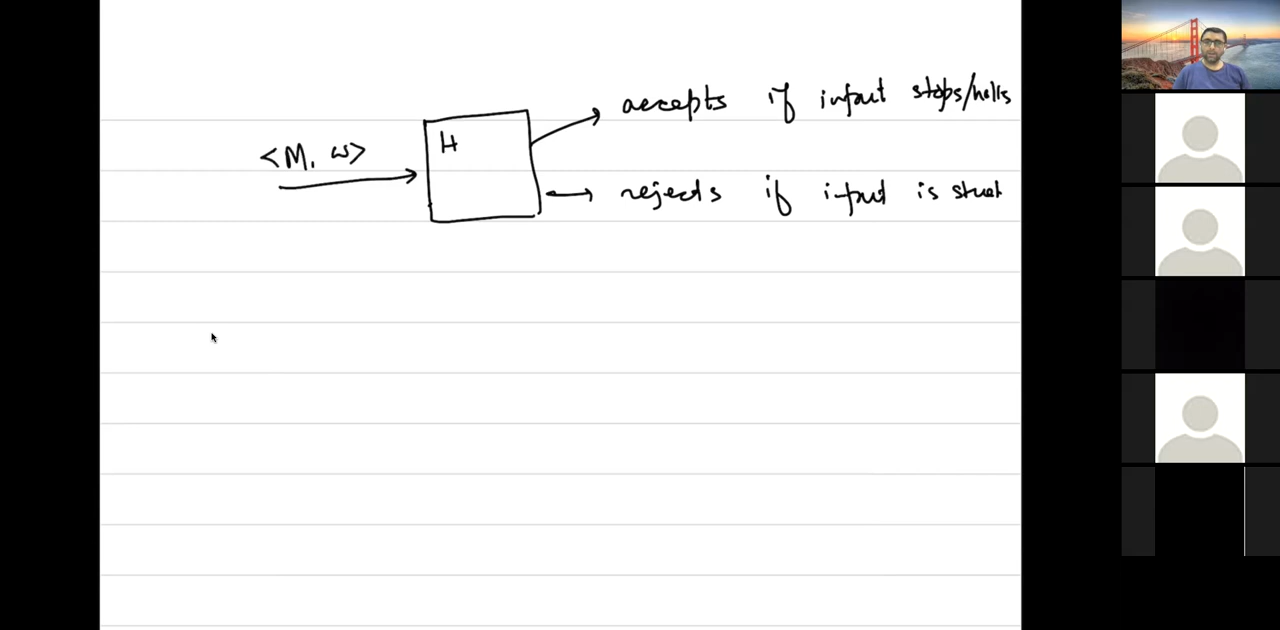 accepts if input stops/halts
<M, w>
H
rejects if input is stuck